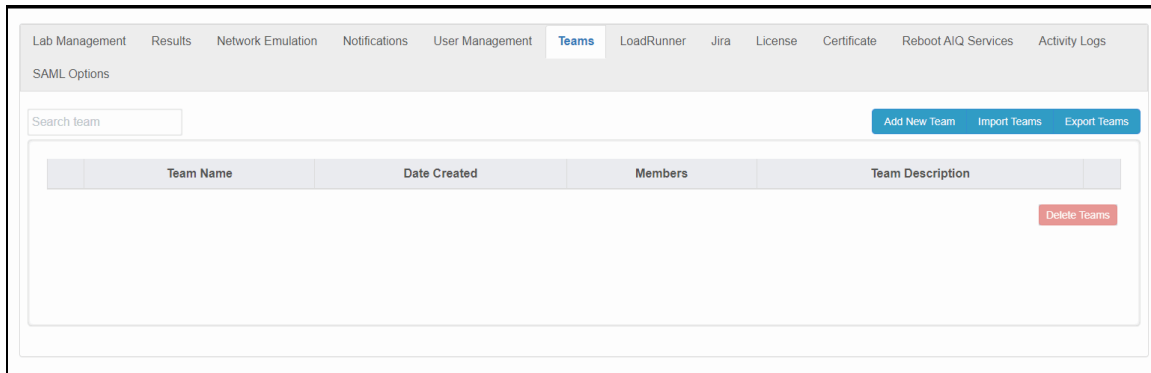 Lab Management Results Network Emulation Notifications User Management Teams LoadRunner Jira License Certificate Reboot AIQ Services Activity Logs
SAML Options
Search team Add New Team Import Teams Export Teams
Team Name Date Created Members Team Description
Delete Teams